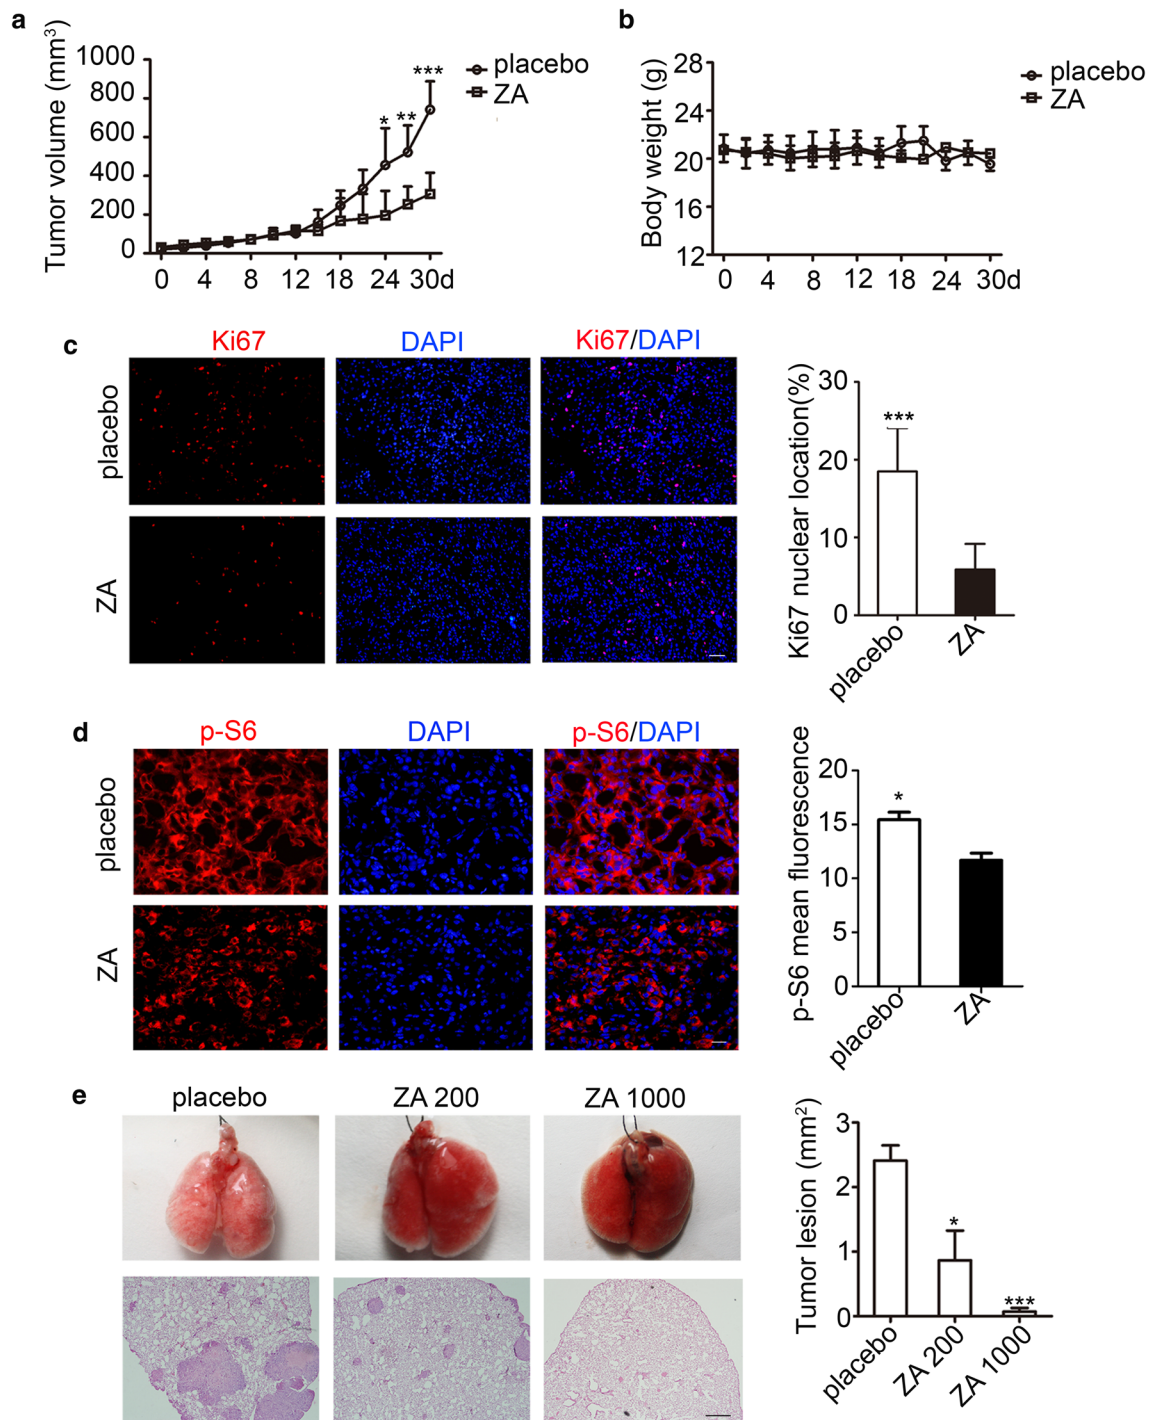 a
Tumor volume (mm³)
1000
800
600
400
200
0
0 4 8 12 18 24 30d
* ** ***
placebo
ZA
b
Body weight (g)
28
24
20
16
12
0 4 8 12 18 24 30d
placebo
ZA
c
Ki67 DAPI Ki67/DAPI
placebo
ZA
Ki67 nuclear location(%)
30
20
10
0
***
placebo ZA
d
p-S6 DAPI p-S6/DAPI
placebo
ZA
p-S6 mean fluorescence
20
15
10
5
0
*
placebo ZA
e
placebo ZA 200 ZA 1000
Tumor lesion (mm²)
3
2
1
0
* ***
placebo ZA 200 ZA 1000